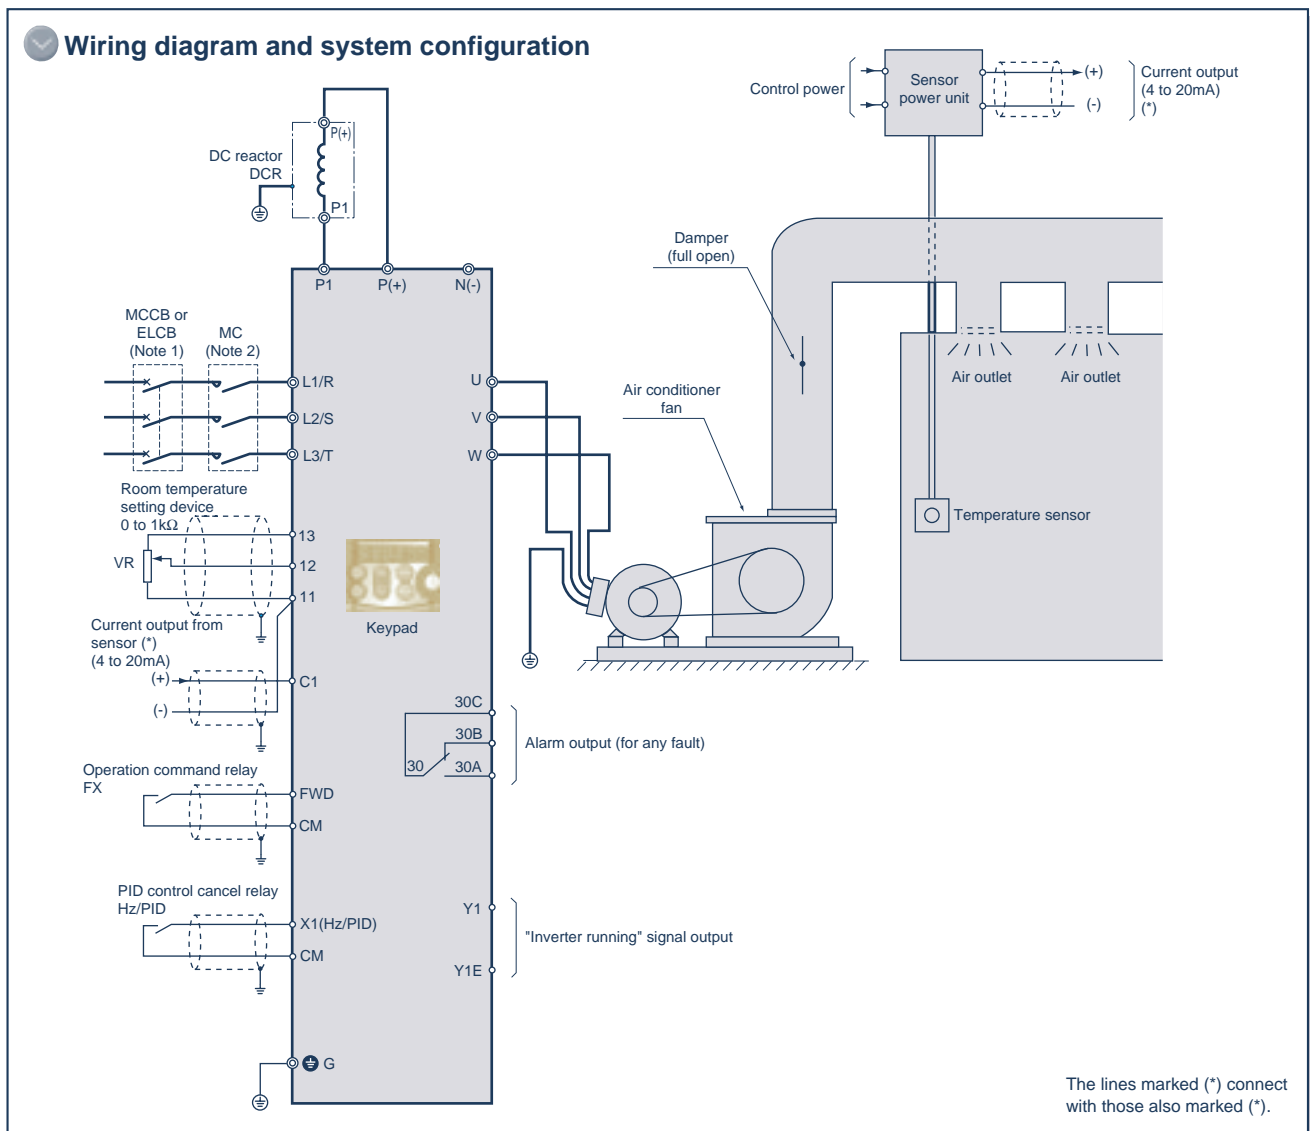 Wiring diagram and system configuration
Control power
Sensor
power unit
(+)
(-)
Current output
(4 to 20mA)
(*)
DC reactor
DCR
P(+)
P1
P1
P(+)
N(-)
Damper
(full open)
MCCB or
ELCB
(Note 1)
MC
(Note 2)
L1/R
L2/S
L3/T
U
V
W
Air conditioner
fan
Air outlet
Air outlet
Room temperature
setting device
0 to 1kΩ
VR
13
12
11
Keypad
Temperature sensor
Current output from
sensor (*)
(4 to 20mA)
(+)
(-)
C1
30C
30B
30
30A
Alarm output (for any fault)
Operation command relay
FX
FWD
CM
PID control cancel relay
Hz/PID
X1(Hz/PID)
CM
Y1
Y1E
"Inverter running" signal output
G
The lines marked (*) connect
with those also marked (*).